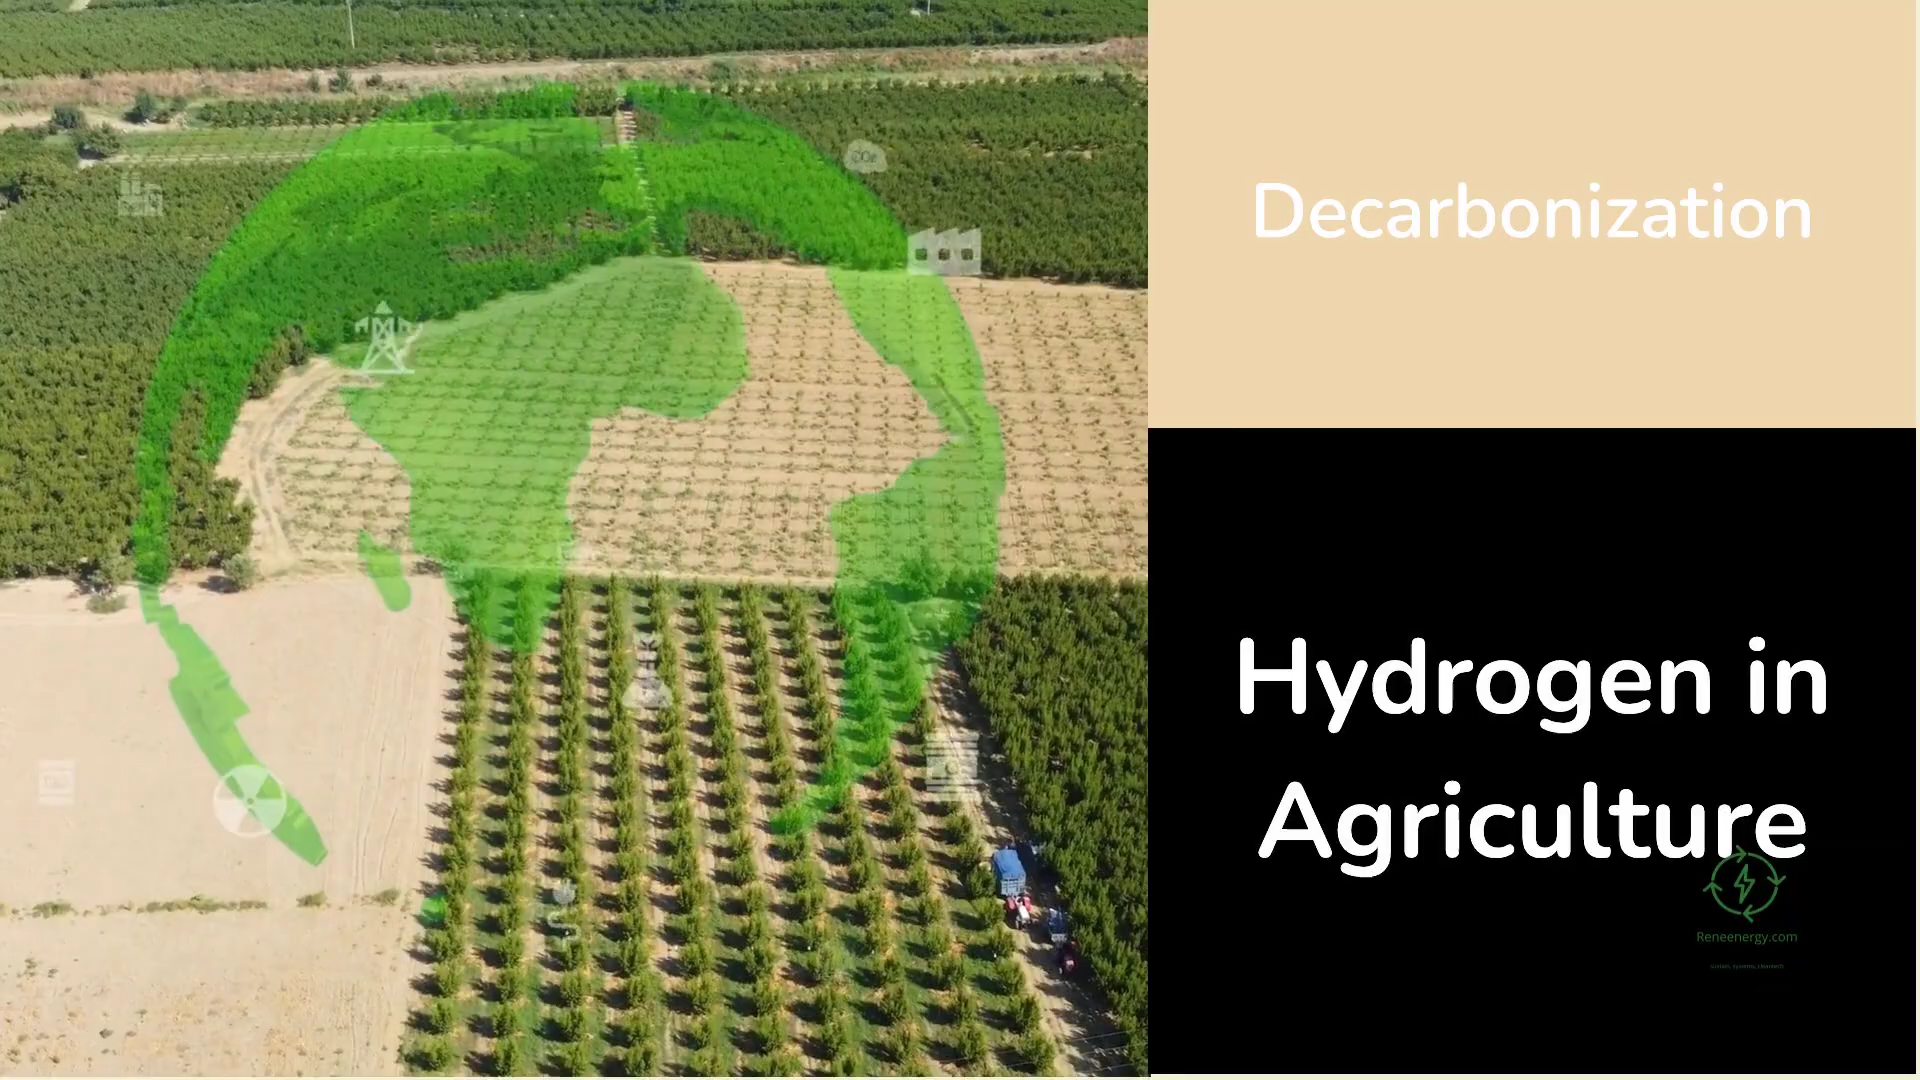 Decarbonization
Hydrogen in
Agriculture
Reneenergy.com